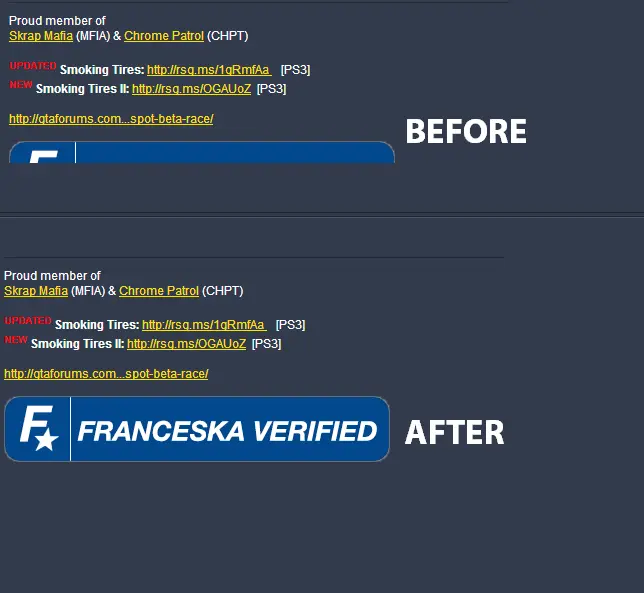 Proud member of
Skrap Mafia (MFIA) & Chrome Patrol (CHPT)
UPDATED Smoking Tires: http://rsg.ms/1gRmfAa [PS3]
NEW Smoking Tires II: http://rsg.ms/OGAUoZ [PS3]
http://gtaforums.com...spot-beta-race/
BEFORE
F
Proud member of
Skrap Mafia (MFIA) & Chrome Patrol (CHPT)
UPDATED Smoking Tires: http://rsg.ms/1gRmfAa [PS3]
NEW Smoking Tires II: http://rsg.ms/OGAUoZ [PS3]
http://gtaforums.com...spot-beta-race/
F FRANCESKA VERIFIED
AFTER